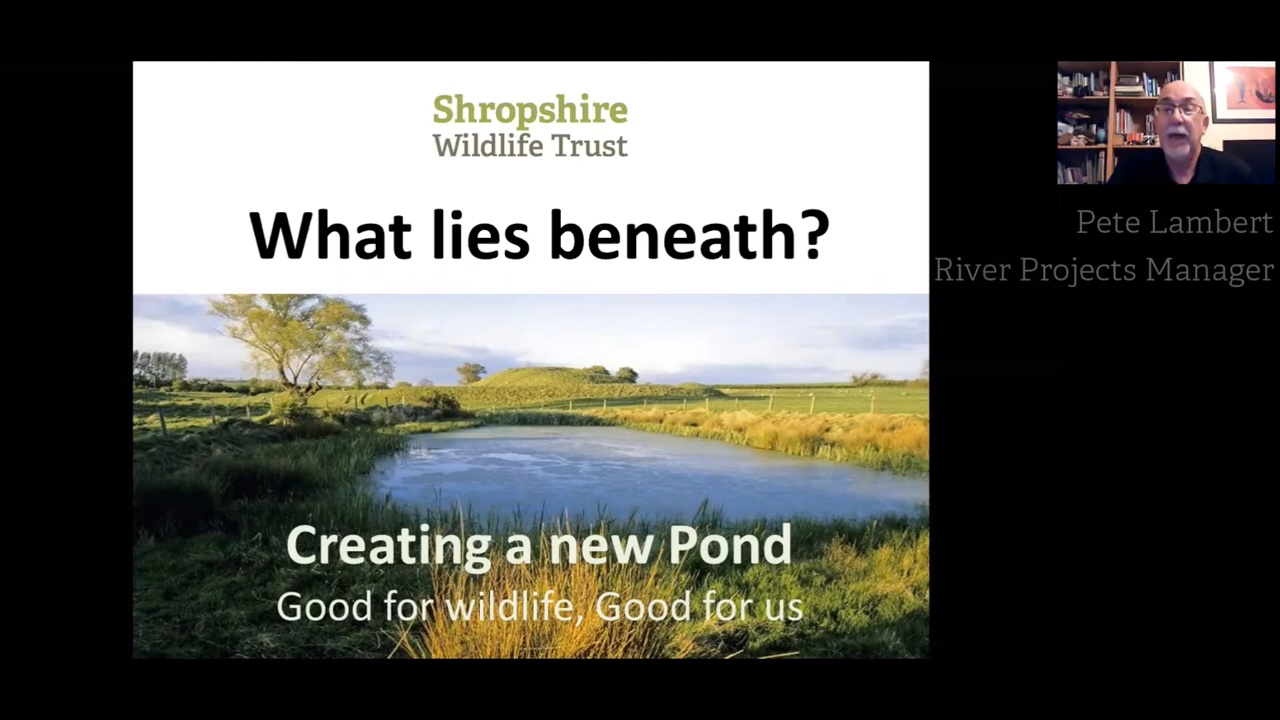 Shropshire
Wildlife Trust
What lies beneath?
Creating a new Pond
Good for wildlife, Good for us
Pete Lambert
River Projects Manager